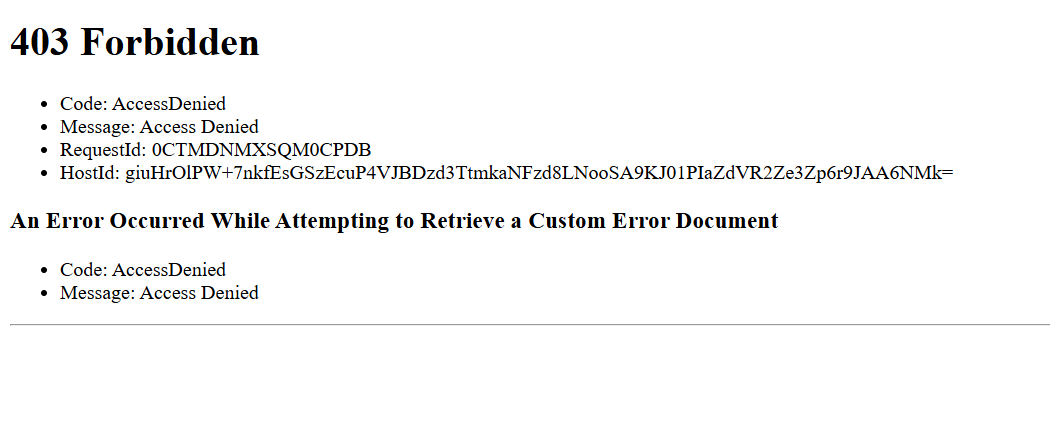 403 Forbidden
Code: AccessDenied
Message: Access Denied
RequestId: 0CTMDNMXSQM0CPDB
HostId: giuHrOlPW+7nkfEsGSzEcuP4VJBDzd3TtmkaNFzd8LNooSA9KJ01PIaZdVR2Ze3Zp6r9JAA6NMk=
An Error Occurred While Attempting to Retrieve a Custom Error Document
Code: AccessDenied
Message: Access Denied